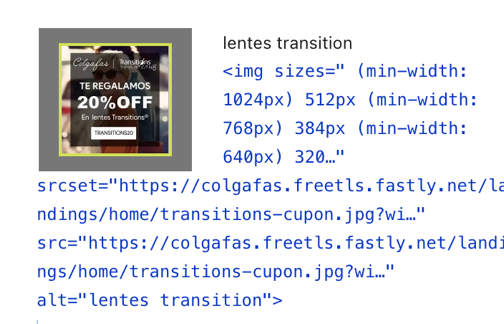 Colgafas | Transitions
TE REGALAMOS
20% OFF
En lentes Transitions®
TRANSITIONS20
lentes transition
<img sizes=" (min-width:
1024px) 512px (min-width:
768px) 384px (min-width:
640px) 320…"
srcset="https://colgafas.freetls.fastly.net/la
ndings/home/transitions-cupon.jpg?wi…"
src="https://colgafas.freetls.fastly.net/landi
ngs/home/transitions-cupon.jpg?wi…"
alt="lentes transition">